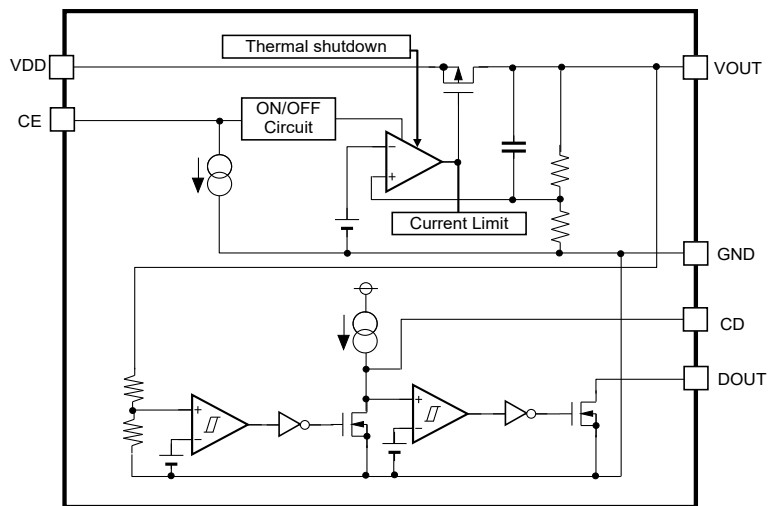 Thermal shutdown
VDD
VOUT
CE
ON/OFF
Circuit
−
+
Current Limit
GND
CD
DOUT
+
−
+
−